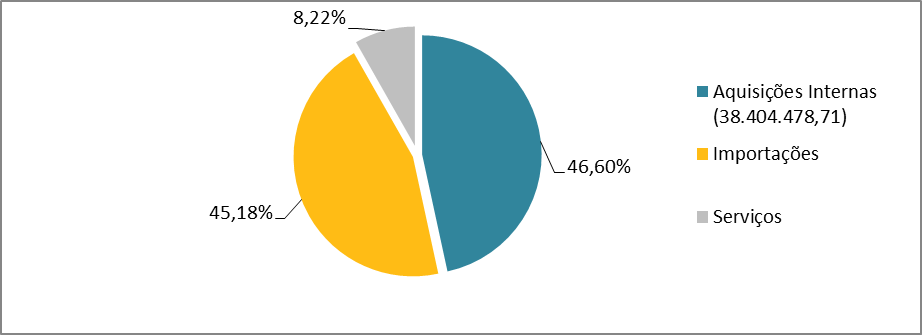 8,22%
46,60%
45,18%
Aquisições Internas
(38.404.478,71)
Importações
Serviços